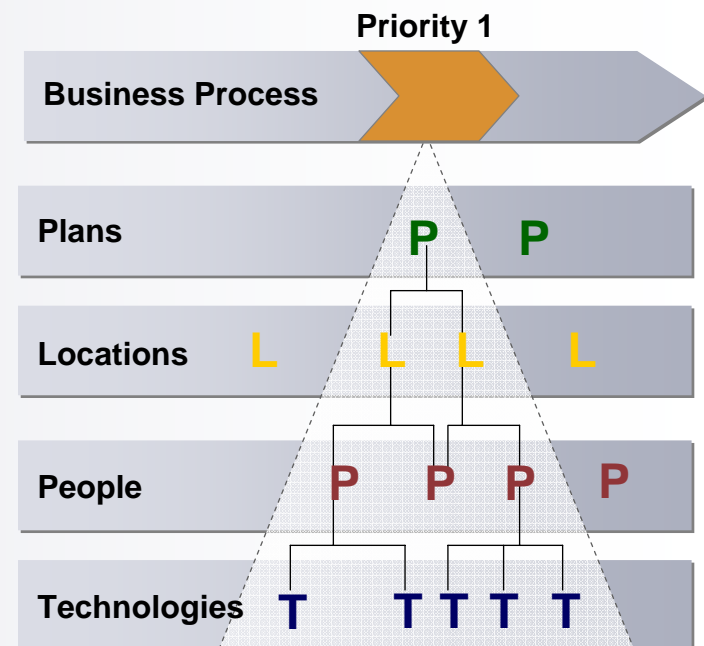 Priority 1
Business Process
Plans P P
Locations L L L L
People P P P P
Technologies T T T T T